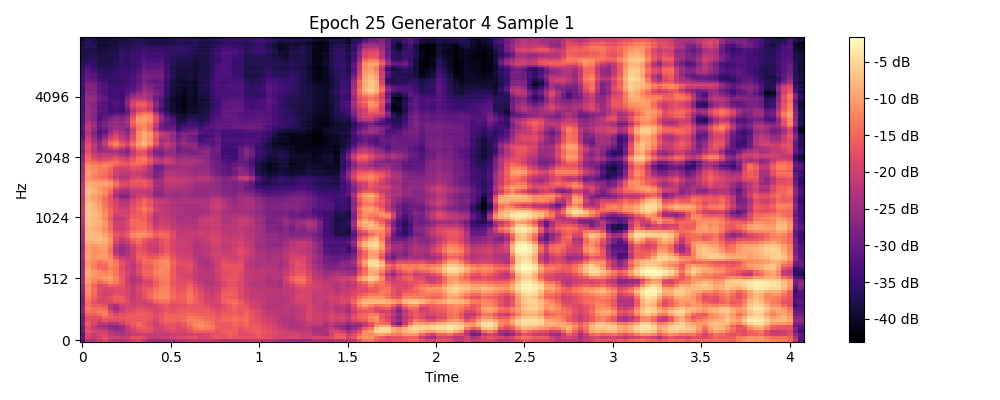 Epoch 25 Generator 4 Sample 1
Hz
4096
2048
1024
512
0
0
0.5
1
1.5
2
2.5
3
3.5
4
Time
-5 dB
-10 dB
-15 dB
-20 dB
-25 dB
-30 dB
-35 dB
-40 dB